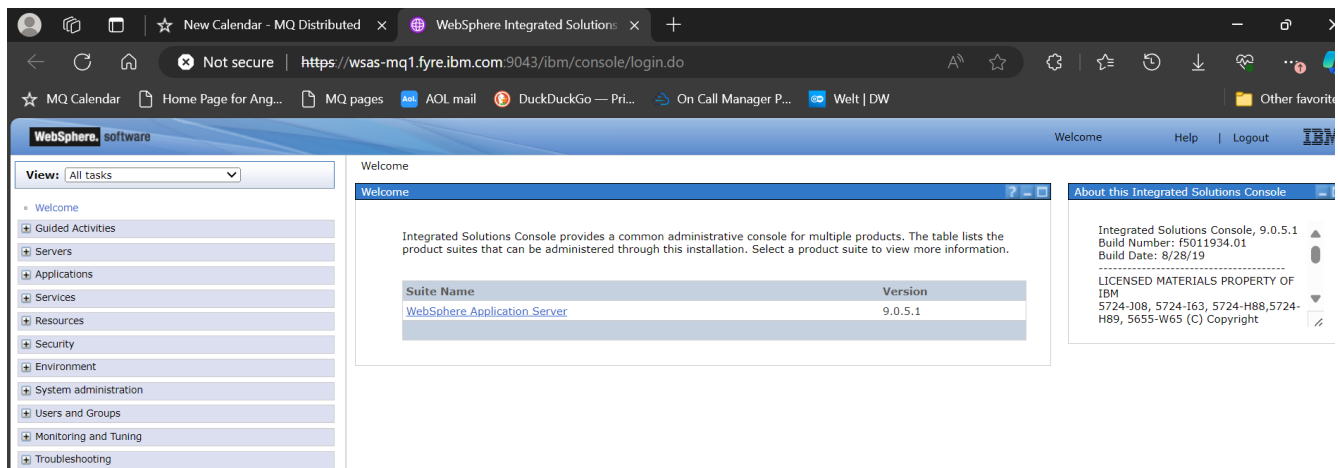 New Calendar - MQ Distributed
WebSphere Integrated Solutions
Not secure | https://wsas-mq1.fyre.ibm.com:9043/ibm/console/login.do
MQ Calendar Home Page for Ang... MQ pages Aol. AOL mail DuckDuckGo — Pri... On Call Manager P... Welt | DW Other favorite
WebSphere. software Welcome Help | Logout IBM
View: All tasks
Welcome
Guided Activities
Servers
Applications
Services
Resources
Security
Environment
System administration
Users and Groups
Monitoring and Tuning
Troubleshooting
Welcome
Welcome
Integrated Solutions Console provides a common administrative console for multiple products. The table lists the
product suites that can be administered through this installation. Select a product suite to view more information.
Suite Name Version
WebSphere Application Server 9.0.5.1
About this Integrated Solutions Console
Integrated Solutions Console, 9.0.5.1
Build Number: f5011934.01
Build Date: 8/28/19
----------------------------------------
LICENSED MATERIALS PROPERTY OF
IBM
5724-J08, 5724-I63, 5724-H88,5724-
H89, 5655-W65 (C) Copyright